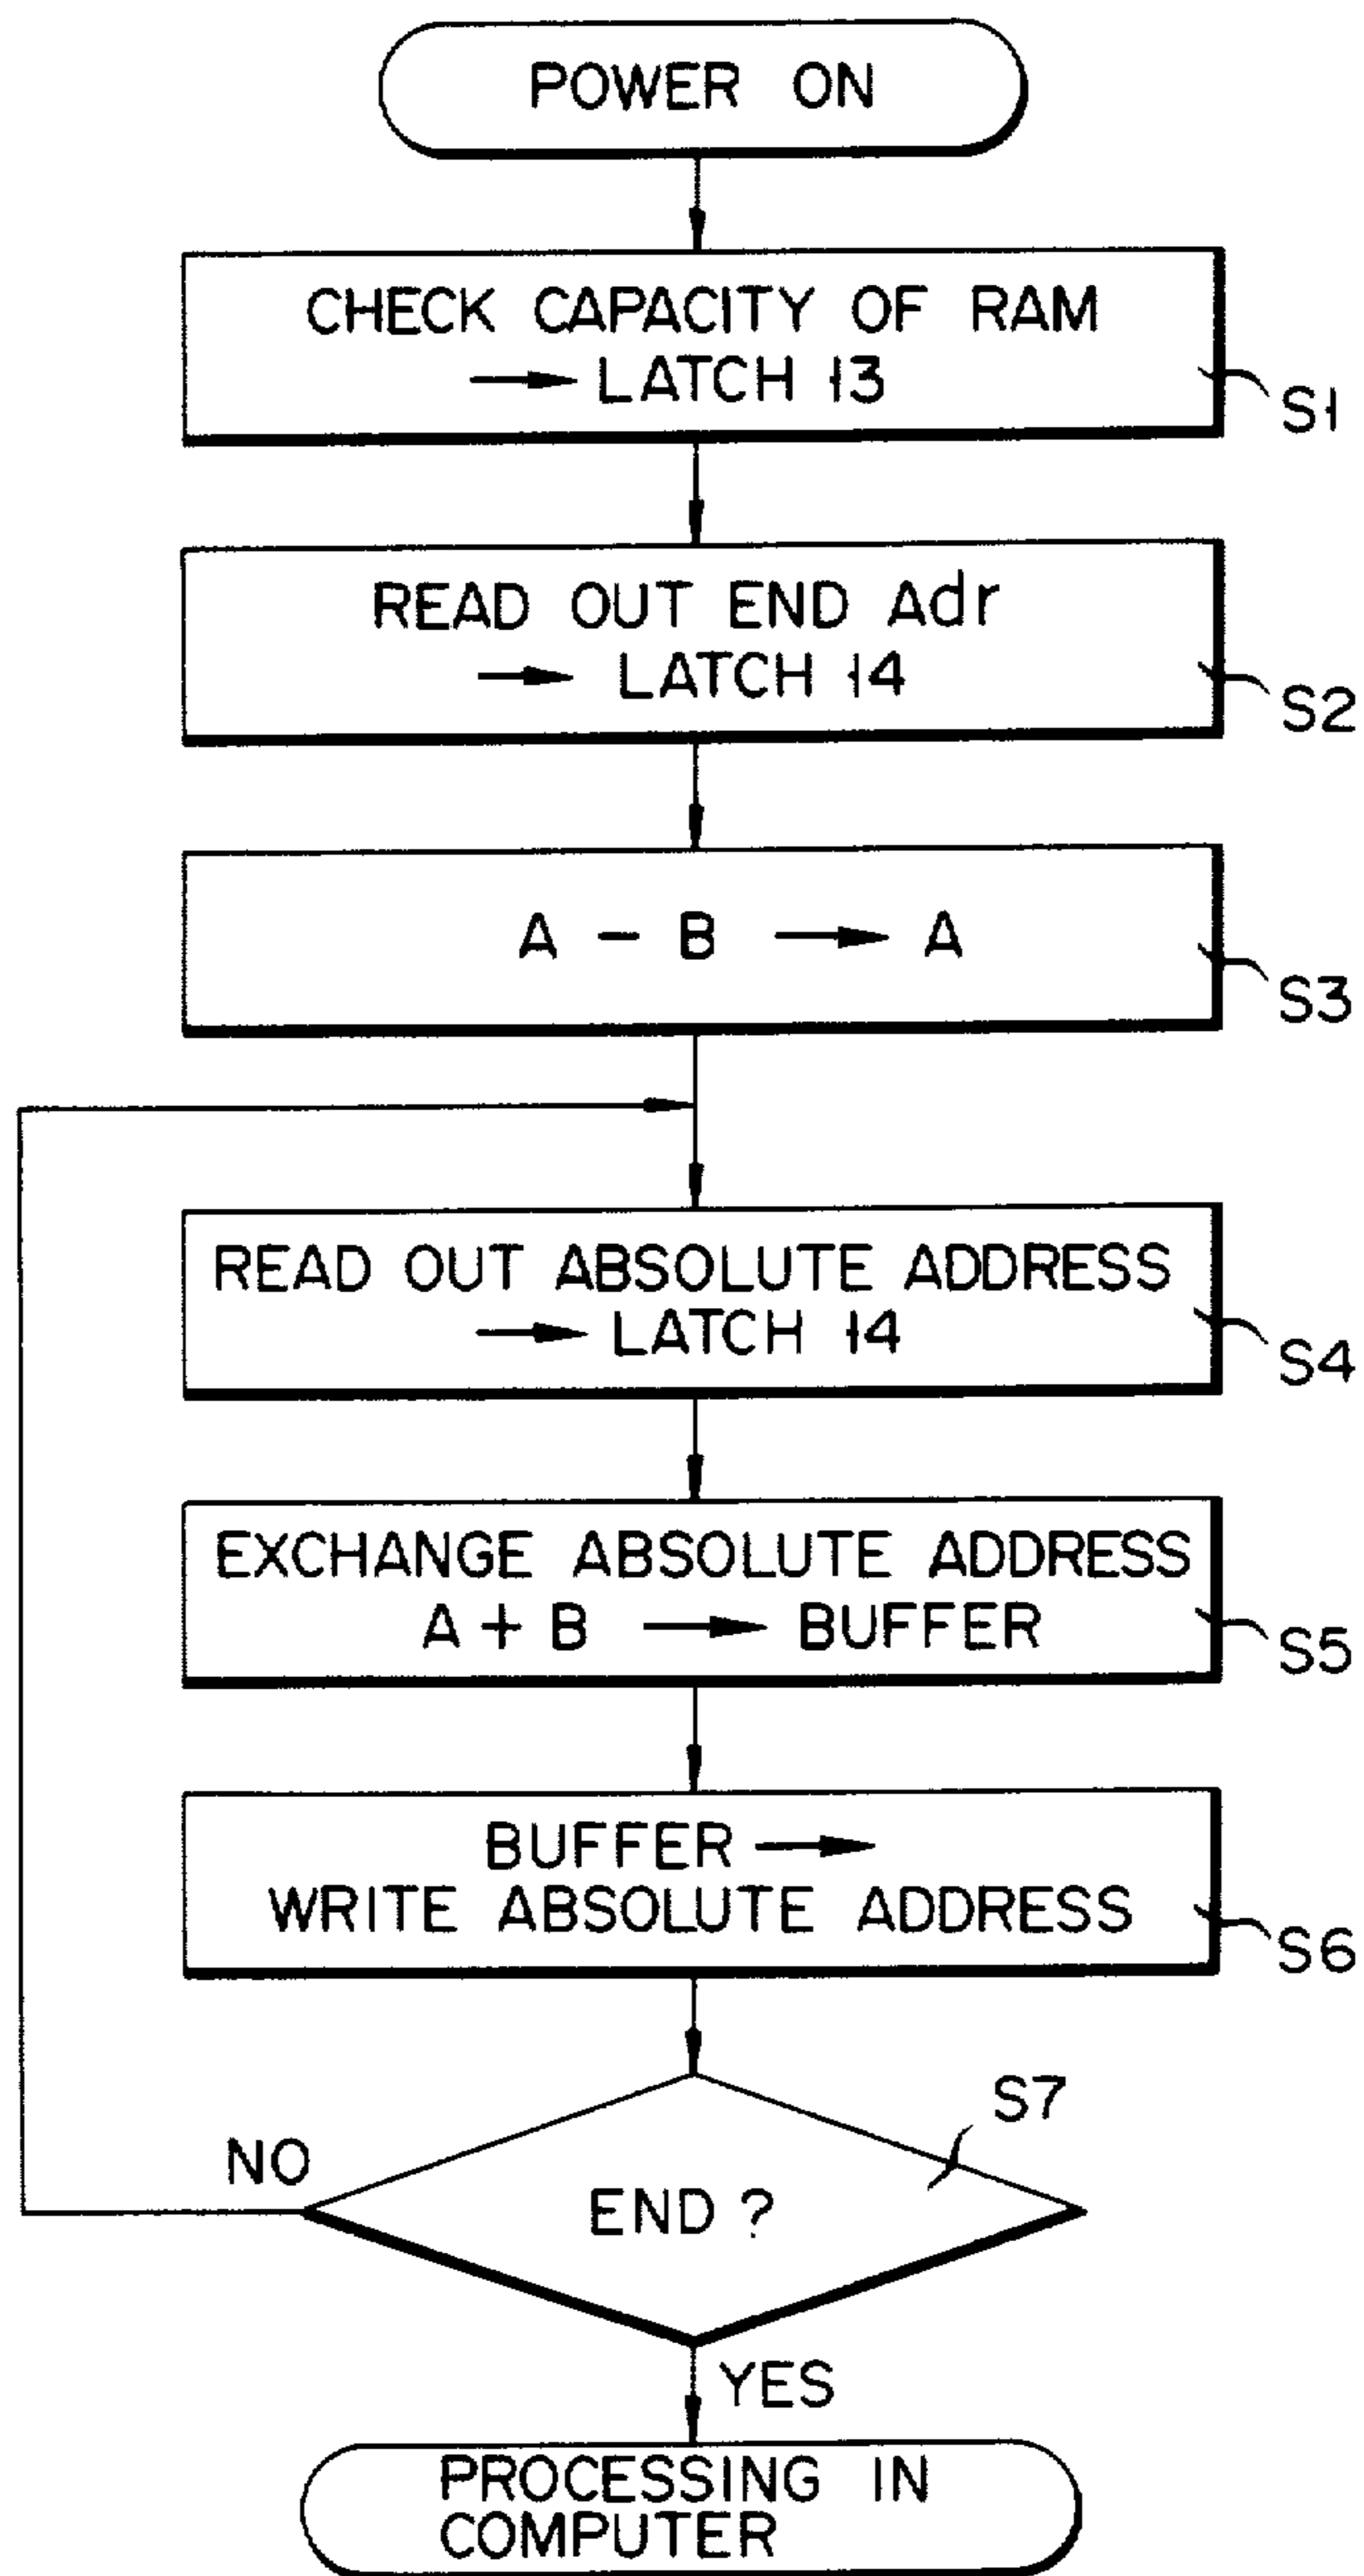 POWER ON
CHECK CAPACITY OF RAM
→ LATCH 13
S1
READ OUT END Adr
→ LATCH 14
S2
A - B → A
S3
READ OUT ABSOLUTE ADDRESS
→ LATCH 14
S4
EXCHANGE ABSOLUTE ADDRESS
A + B → BUFFER
S5
BUFFER →
WRITE ABSOLUTE ADDRESS
S6
S7
NO
END ?
YES
PROCESSING IN
COMPUTER